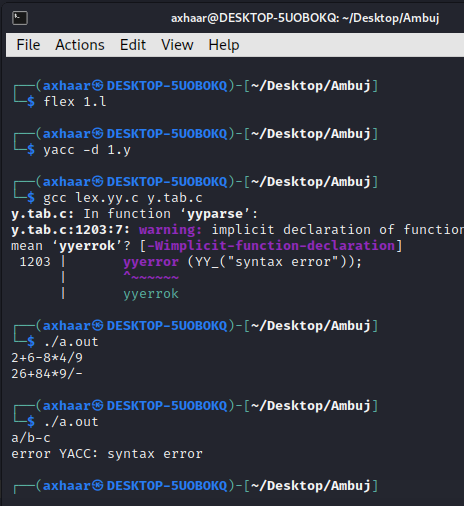 axhaar@DESKTOP-5UOBOKQ: ~/Desktop/Ambuj
File Actions Edit View Help
┌──(axhaar㉿DESKTOP-5UOBOKQ)-[~/Desktop/Ambuj]
└─$ flex 1.l
┌──(axhaar㉿DESKTOP-5UOBOKQ)-[~/Desktop/Ambuj]
└─$ yacc -d 1.y
┌──(axhaar㉿DESKTOP-5UOBOKQ)-[~/Desktop/Ambuj]
└─$ gcc lex.yy.c y.tab.c
y.tab.c: In function ‘yyparse’:
y.tab.c:1203:7: warning: implicit declaration of function
mean ‘yyerrok’? [-Wimplicit-function-declaration]
1203 |       yyerror (YY_("syntax error"));
|       ^~~~~~~
|       yyerrok
┌──(axhaar㉿DESKTOP-5UOBOKQ)-[~/Desktop/Ambuj]
└─$ ./a.out
2+6-8*4/9
26+84*9/-
┌──(axhaar㉿DESKTOP-5UOBOKQ)-[~/Desktop/Ambuj]
└─$ ./a.out
a/b-c
error YACC: syntax error
┌──(axhaar㉿DESKTOP-5UOBOKQ)-[~/Desktop/Ambuj]